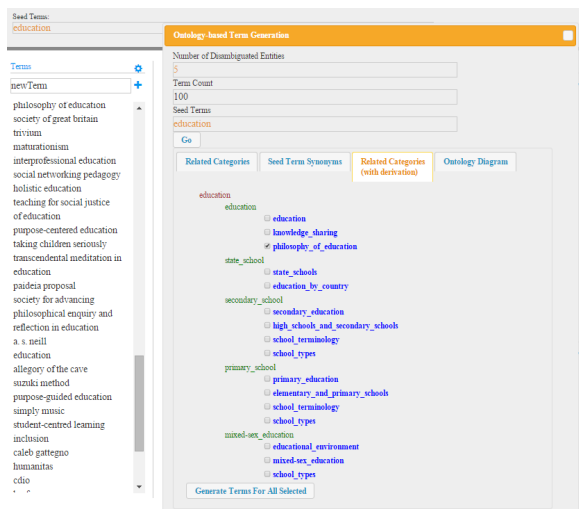 Seed Terms:
education
Terms
newTerm
philosophy of education
society of great britain
trivium
maturationism
interprofessional education
social networking pedagogy
holistic education
teaching for social justice
of education
purpose-centered education
taking children seriously
transcendental meditation in
education
paideia proposal
society for advancing
philosophical enquiry and
reflection in education
a. s. neill
education
allegory of the cave
suzuki method
purpose-guided education
simply music
student-centred learning
inclusion
caleb gattegno
humanitas
cdio
Ontology-based Term Generation
Number of Disambiguated Entities
5
Term Count
100
Seed Terms
education
Go
Related Categories
Seed Term Synonyms
Related Categories
(with derivation)
Ontology Diagram
education
education
education
knowledge_sharing
philosophy_of_education
state_school
state_schools
education_by_country
secondary_school
secondary_education
high_schools_and_secondary_schools
school_terminology
school_types
primary_school
primary_education
elementary_and_primary_schools
school_terminology
school_types
mixed-sex_education
educational_environment
mixed-sex_education
school_types
Generate Terms For All Selected